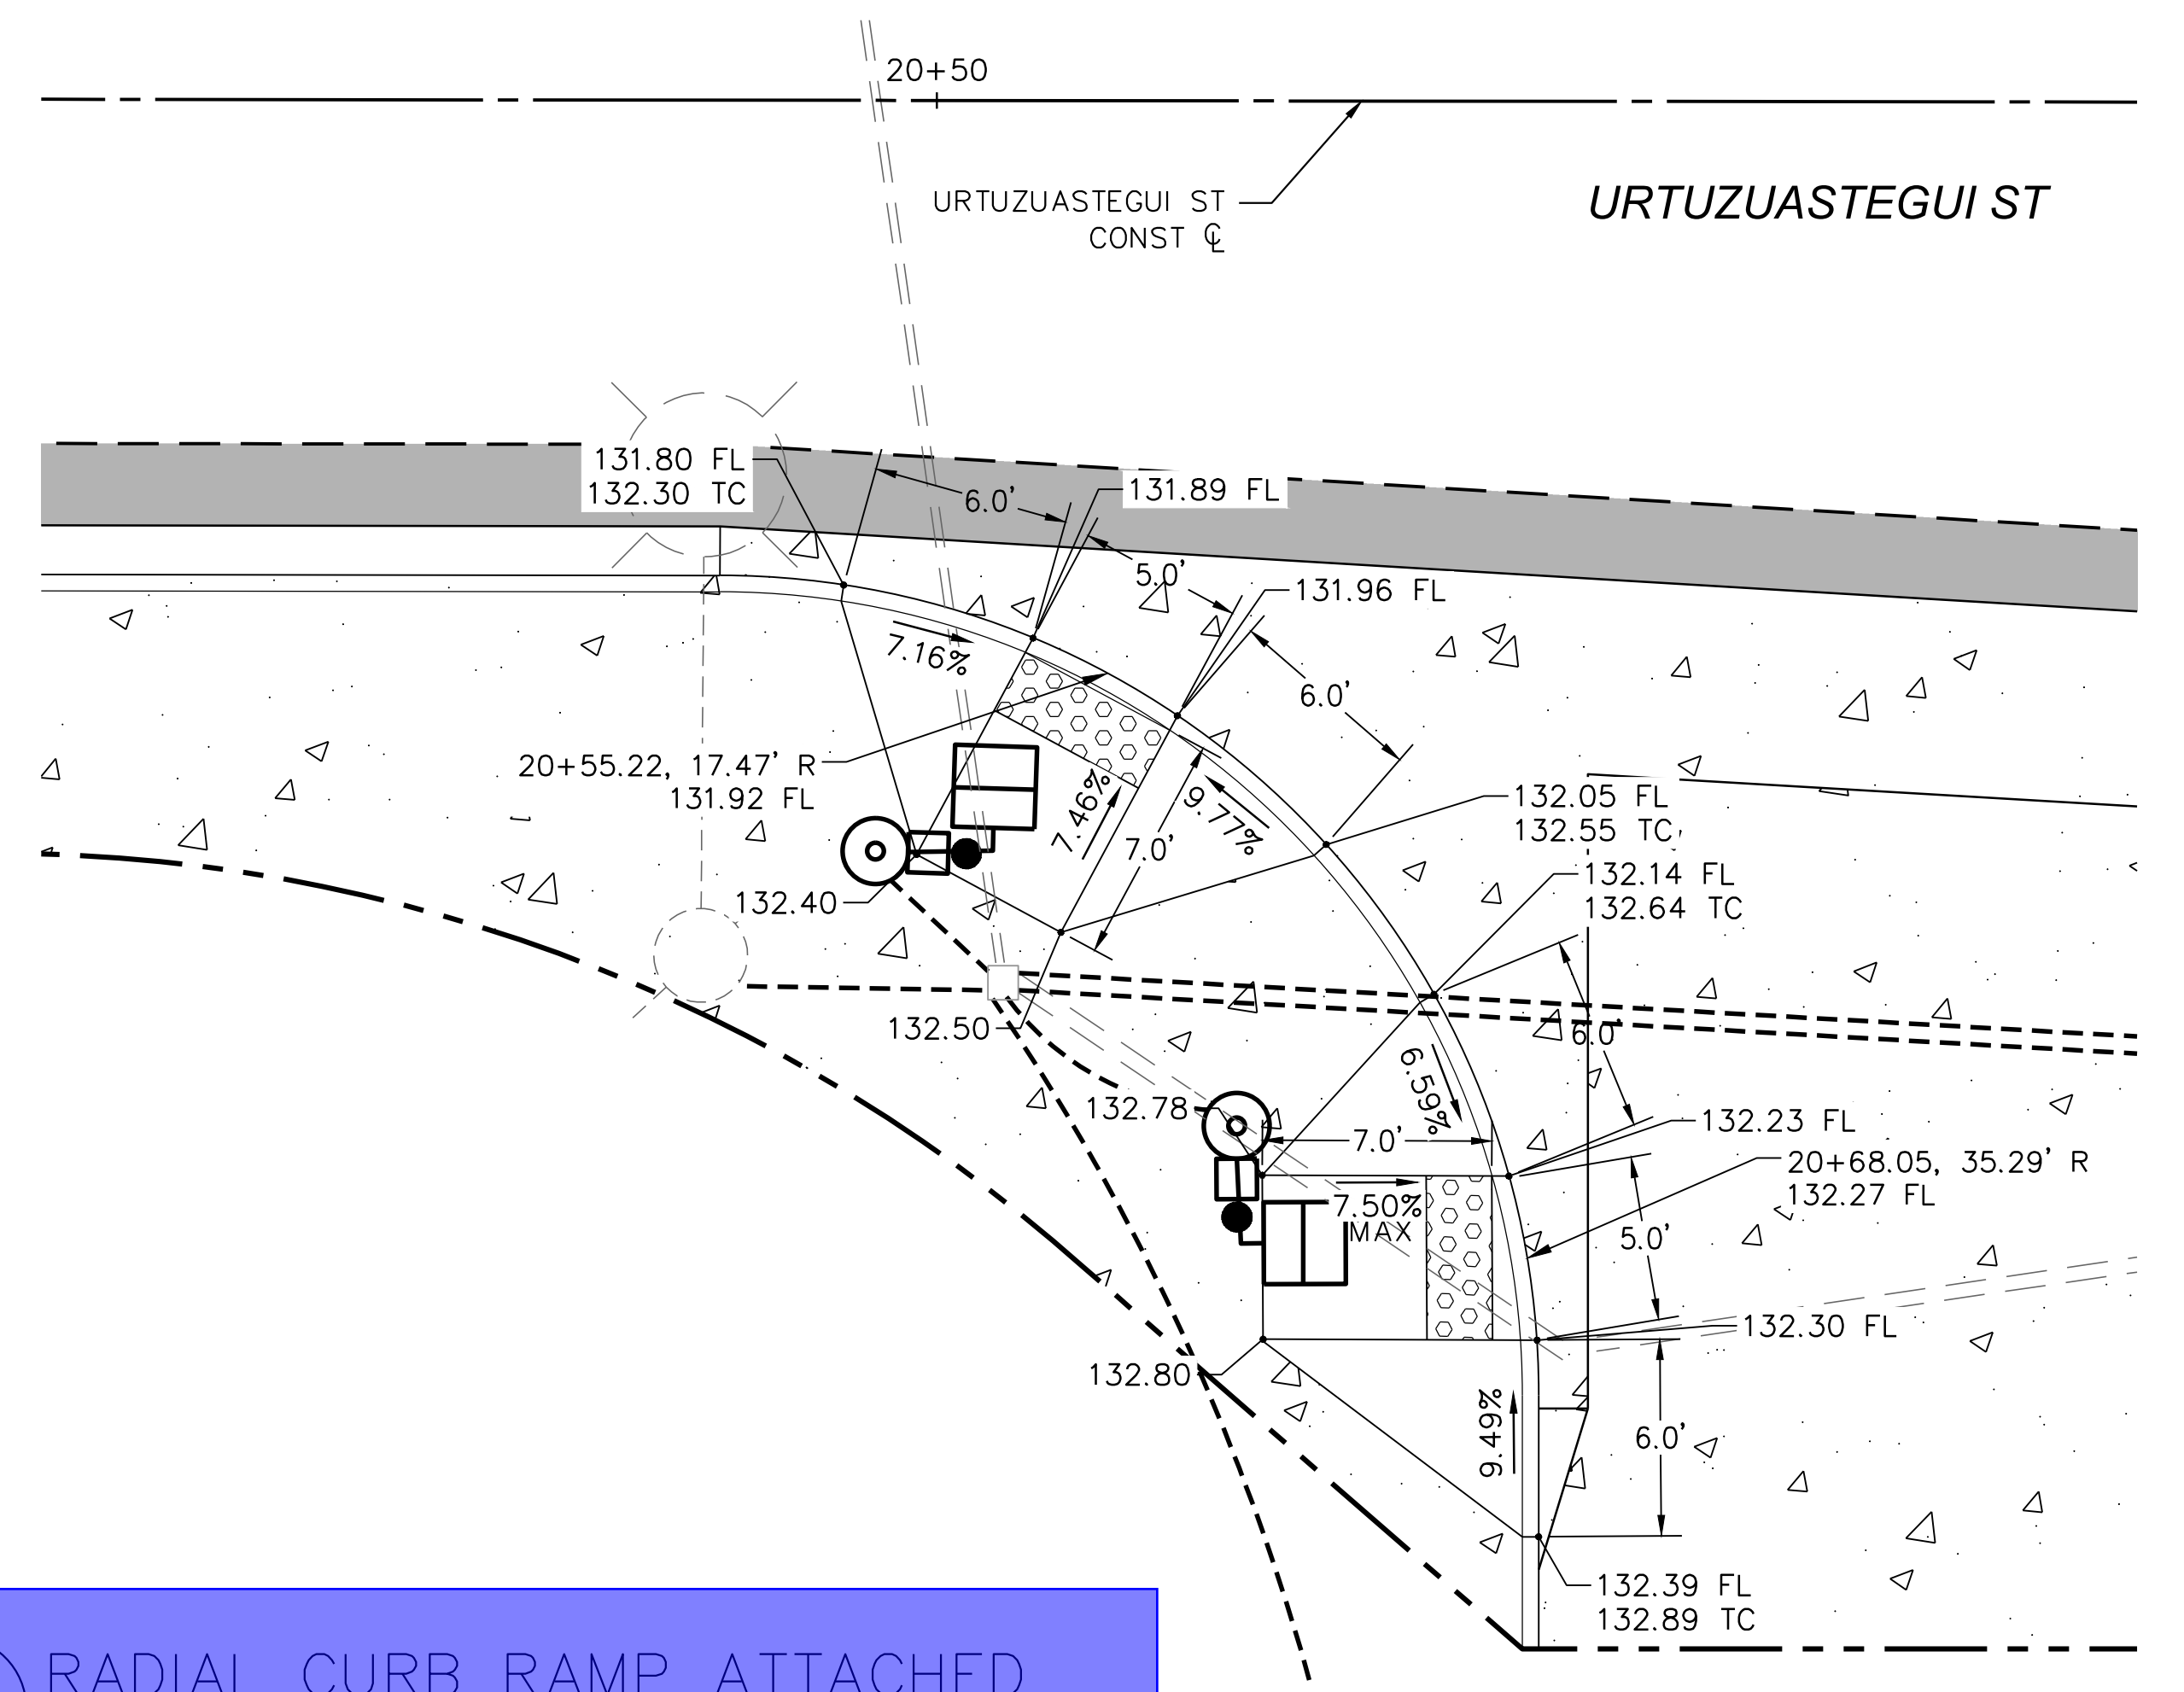 20+50
URTUZUASTEGUI ST
CONST ℄
URTUZUASTEGUI ST
131.80 FL
132.30 TC
6.0'
131.89 FL
5.0'
131.96 FL
7.16%
6.0'
20+55.22, 17.47' R
131.92 FL
7.46%
9.77%
7.0'
132.05 FL
132.55 TC
132.14 FL
132.64 TC
132.40
132.50
6.0'
132.78
6.59%
7.0'
132.23 FL
20+68.05, 35.29' R
132.27 FL
7.50%
MAX
5.0'
132.30 FL
132.80
9.49%
6.0'
132.39 FL
132.89 TC
RADIAL CURB RAMP ATTACHED